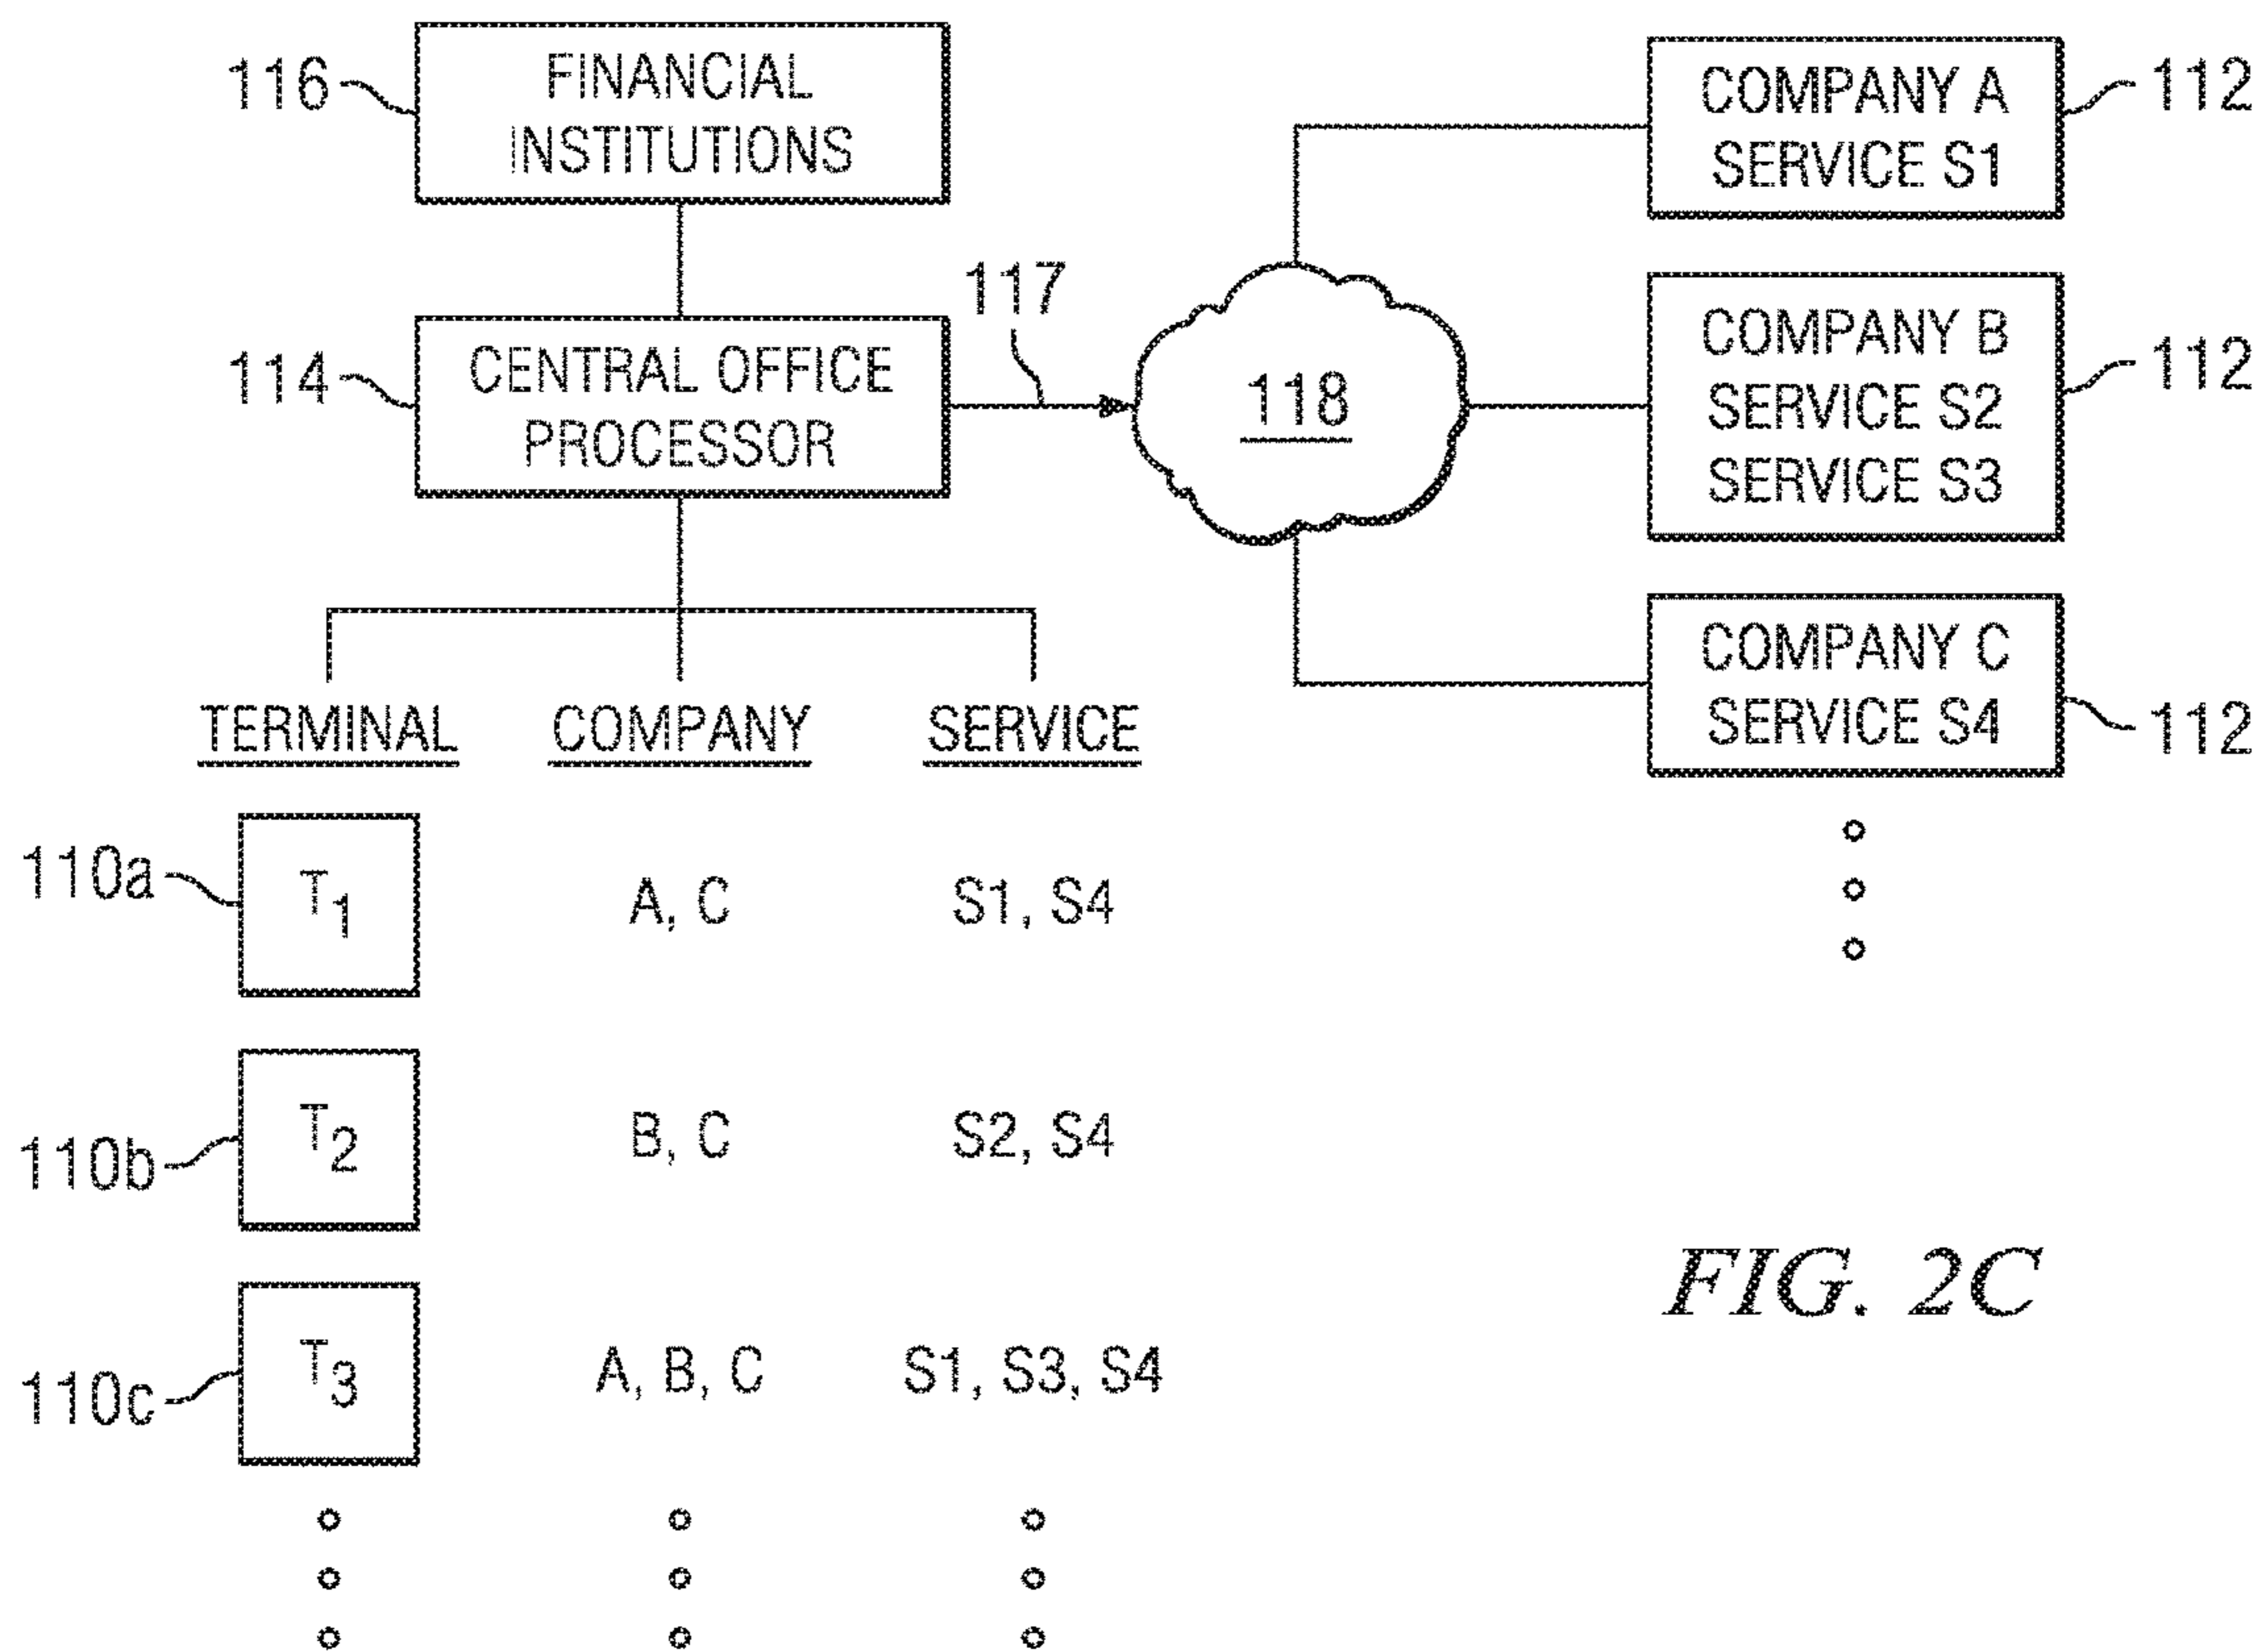 116
FINANCIAL
INSTITUTIONS
COMPANY A
SERVICE S1
112
114
CENTRAL OFFICE
PROCESSOR
117
118
COMPANY B
SERVICE S2
SERVICE S3
112
COMPANY C
SERVICE S4
112
TERMINAL COMPANY SERVICE
110a T1 A, C S1, S4
110b T2 B, C S2, S4
110c T3 A, B, C S1, S3, S4
FIG. 2C